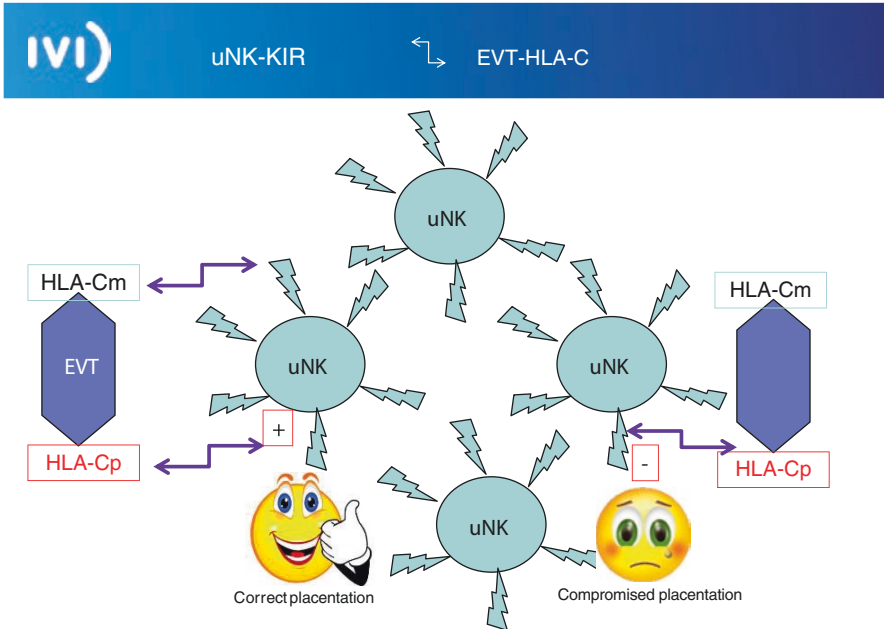 IVI
uNK-KIR
EVT-HLA-C
uNK
HLA-Cm
HLA-Cm
uNK
uNK
EVT
+
-
HLA-Cp
HLA-Cp
uNK
Correct placentation
Compromised placentation